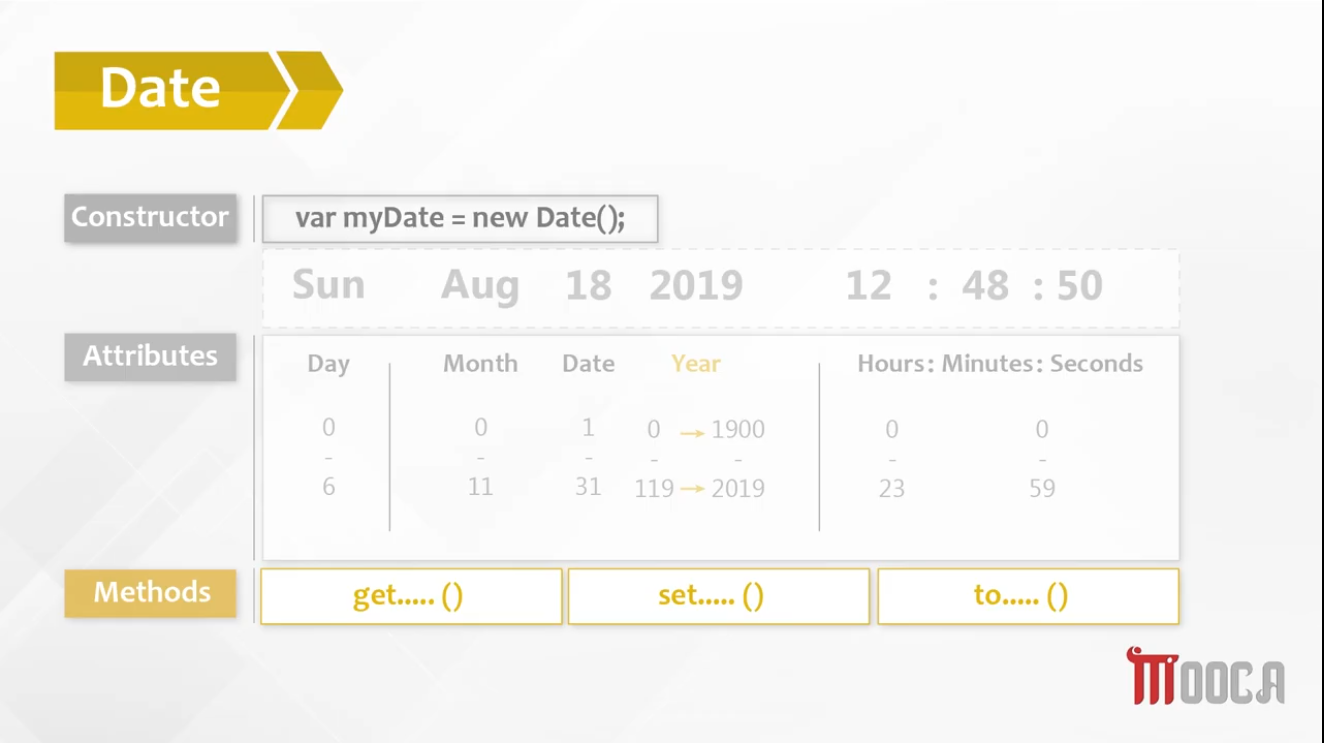 Date
Constructor
var myDate = new Date();
Sun Aug 18 2019 12 : 48 : 50
Attributes
Day Month Date Year Hours: Minutes: Seconds
0 0 1 0 → 1900 0 0
- - - - - - -
6 11 31 119 → 2019 23 59
Methods
get..... ()
set..... ()
to..... ()
MOOCA